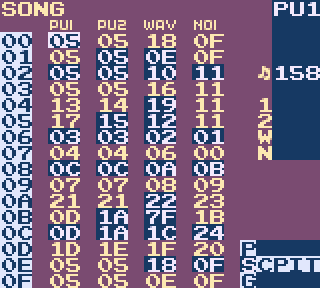 SONG PU1
PU1 PU2 WAV NOI
00 05 05 18 0F
01 05 05 0E 0F
02 05 05 10 11 ♫158
03 05 05 16 11
04 13 14 19 11 1
05 17 15 12 11 2
06 03 03 02 01 W
07 04 04 06 00 N
08 0C 0C 0A 0B
09 07 07 08 09
0A 21 21 22 23
0B 0D 1A 7F 1B
0C 0D 1A 1C 24
0D 1D 1E 1F 20 P
0E 05 05 18 0F SCPIT
0F 05 05 0E 0F G